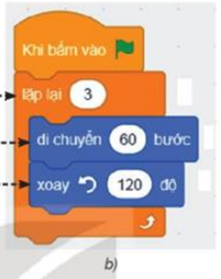 Khi bấm vào
lặp lại 3
di chuyển 60 bước
xoay 120 độ
b)